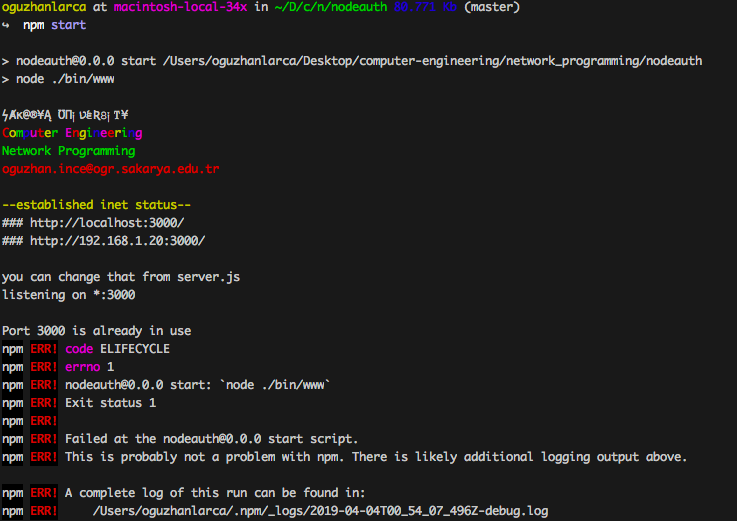 oguzhanlarca at macintosh-local-34x in ~/D/c/n/nodeauth 88.771 Kb (master)
↪ npm start
> nodeauth@0.0.0 start /Users/oguzhanlarca/Desktop/computer-engineering/network_programming/nodeauth
> node ./bin/www
Computer Engineering
Network Programming
oguzhan.ince@ogr.sakarya.edu.tr
--established inet status--
### http://localhost:3000/
### http://192.168.1.20:3000/
you can change that from server.js
listening on *:3000
Port 3000 is already in use
npm ERR! code ELIFECYCLE
npm ERR! errno 1
npm ERR! nodeauth@0.0.0 start: `node ./bin/www`
npm ERR! Exit status 1
npm ERR!
npm ERR! Failed at the nodeauth@0.0.0 start script.
npm ERR! This is probably not a problem with npm. There is likely additional logging output above.
npm ERR! A complete log of this run can be found in:
npm ERR!     /Users/oguzhanlarca/.npm/_logs/2019-04-04T00_54_07_496Z-debug.log